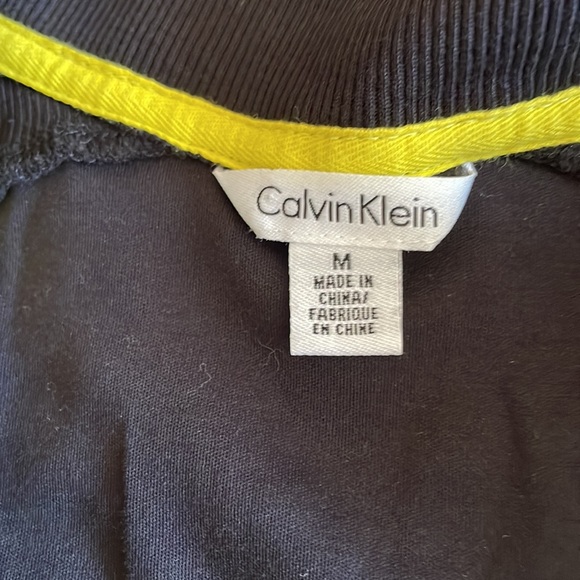 Calvin Klein
M
MADE IN
CHINA/
FABRIQUE
EN CHINE